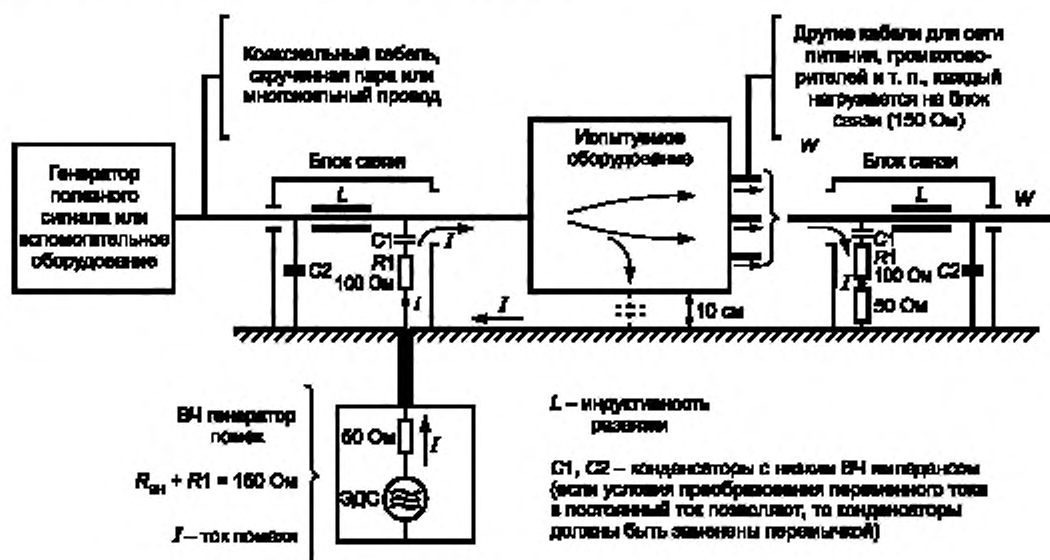 Коаксиальный кабель,
скрученная пара или
многожильный провод
Другие кабели для сети
питания, громкогово-
рителей и т. п., каждый
нагружается на блок
связи (150 Ом)
W
Генератор
полезного
сигнала или
вспомогательное
оборудование
Блок связи
L
C1
R1
100 Ом
C2
I
I
Испытуемое
оборудование
Блок связи
L
W
C1
R1
100 Ом
C2
50 Ом
I
I
10 см
ВЧ генератор
помех
+ R1 = 150 Ом
I – ток помехи
50 Ом
I
ЭДС
L – индуктивность
развязки
C1, C2 – конденсаторы с низким ВЧ импедансом
(если условия преобразования переменного тока
в постоянный ток позволяют, то конденсаторы
должны быть заменены перемычкой)